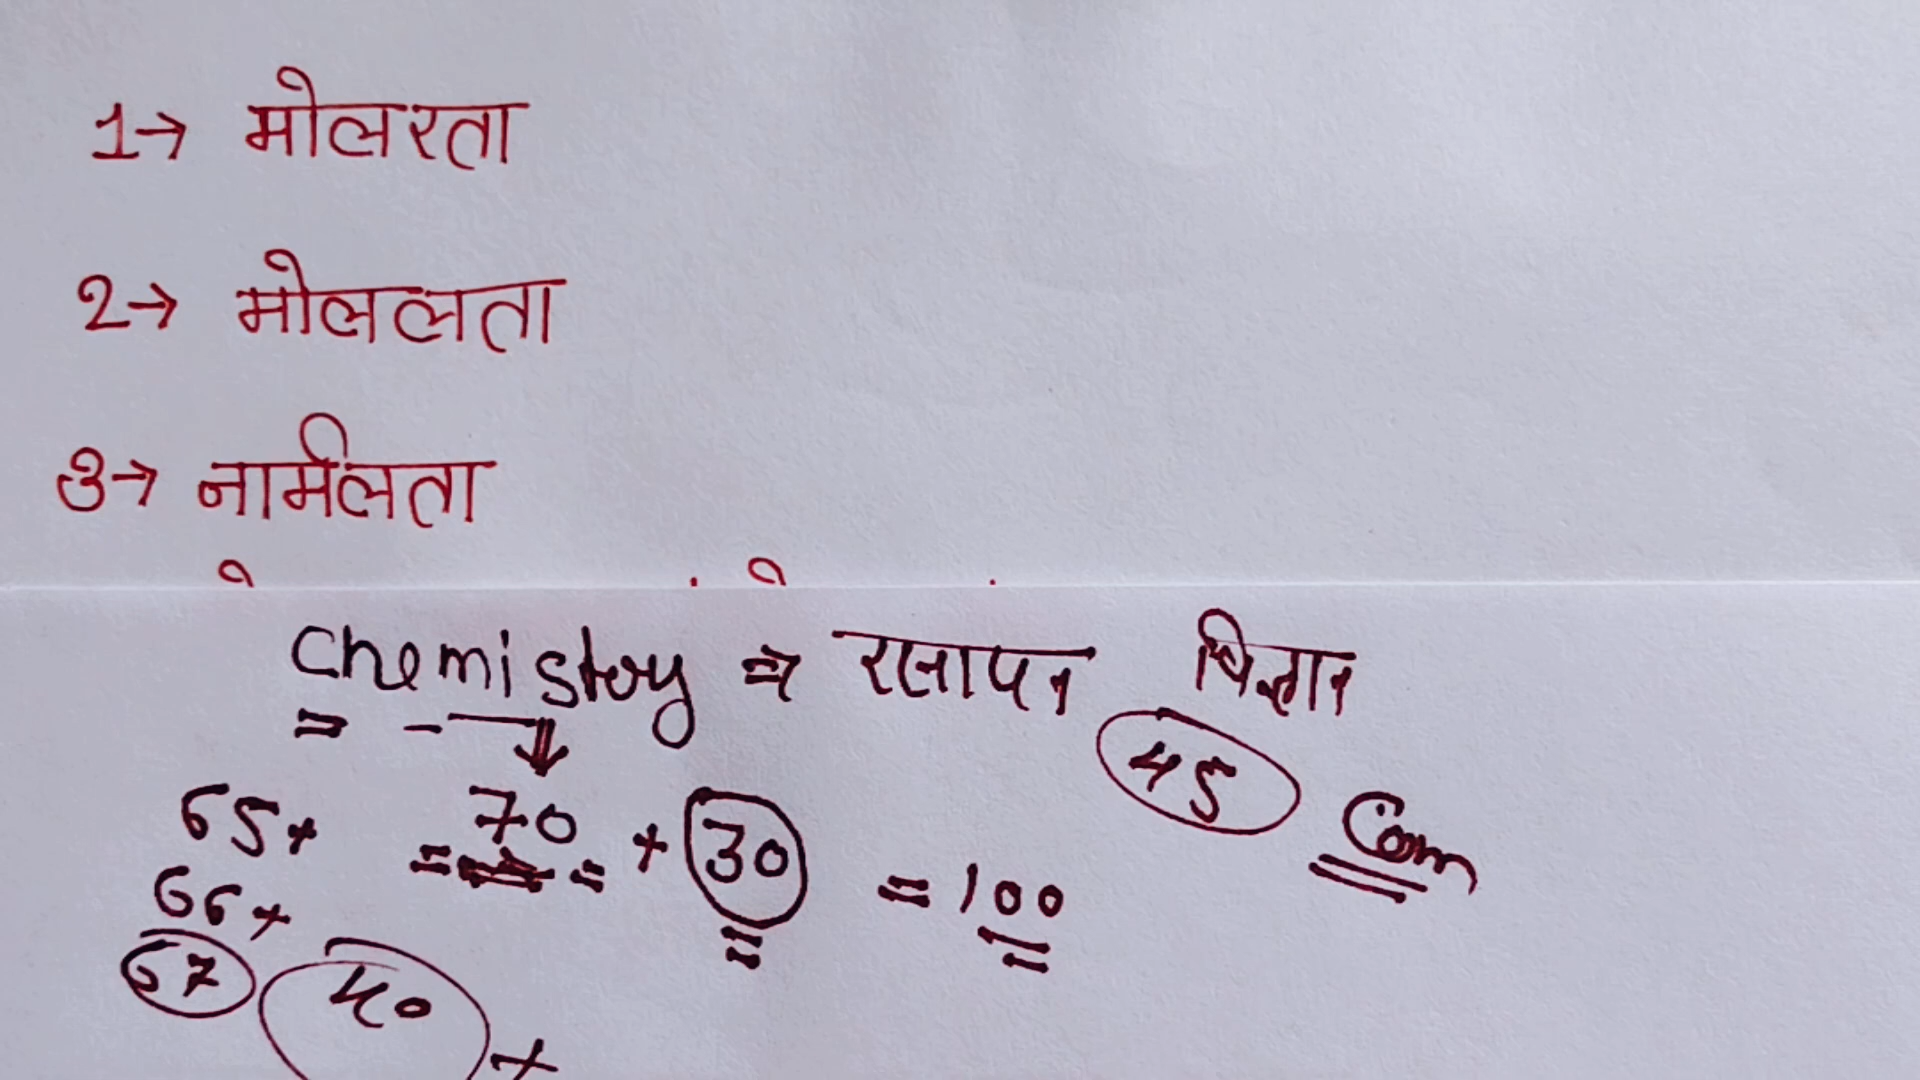 1→ मोलरता
2→ मोललता
3→ नार्मलता
Chemistry ⇒ रसायन विज्ञान
45
65+ 70 + 30 = 100 Com
66+
67 40 +